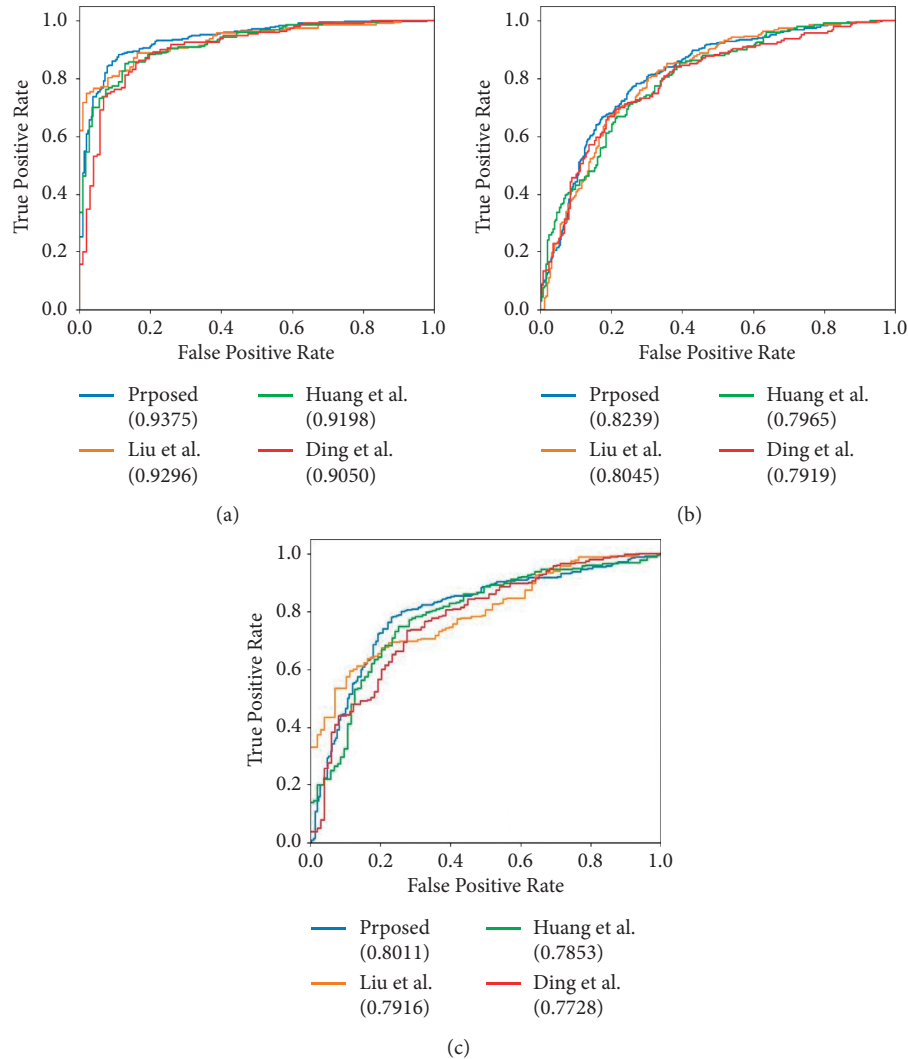 1.0
0.8
0.6
0.4
0.2
0.0
True Positive Rate
0.0 0.2 0.4 0.6 0.8 1.0
False Positive Rate
Prposed
(0.9375)
Huang et al.
(0.9198)
Liu et al.
(0.9296)
Ding et al.
(0.9050)
(a)
1.0
0.8
0.6
0.4
0.2
0.0
True Positive Rate
0.0 0.2 0.4 0.6 0.8 1.0
False Positive Rate
Prposed
(0.8239)
Huang et al.
(0.7965)
Liu et al.
(0.8045)
Ding et al.
(0.7919)
(b)
1.0
0.8
0.6
0.4
0.2
0.0
True Positive Rate
0.0 0.2 0.4 0.6 0.8 1.0
False Positive Rate
Prposed
(0.8011)
Huang et al.
(0.7853)
Liu et al.
(0.7916)
Ding et al.
(0.7728)
(c)